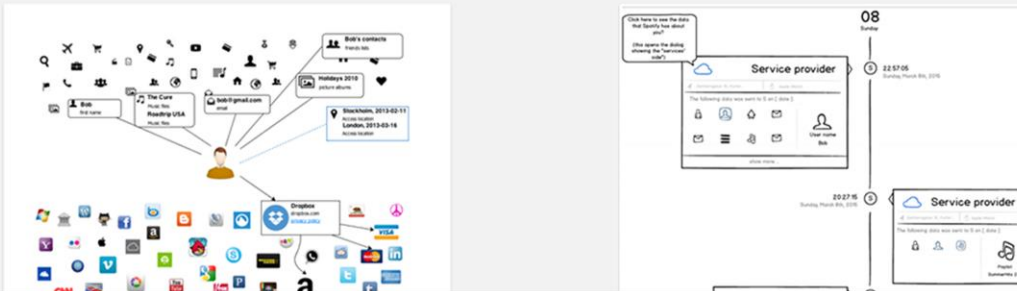 Bob's contacts
friends lists
Holidays 2010
picture albums
Bob
first name
The Cure
Music files
Roadtrip USA
Music files
bob@gmail.com
email
Stockholm, 2013-02-11
Access location
London, 2013-03-16
Access location
Dropbox
dropbox.com
privacy policy
VISA
Click here to see the data
that Spotify has about
you?
(this opens the dialog
showing the "services'
side")
08
Sunday
Service provider
22:57:05
Sunday, March 8th, 2015
The following data was sent to S on [ date ]
User name
Bob
show more...
20:27:15
Sunday, March 8th, 2015
Service provider
The following data was sent to S on [ date ]
Playlist